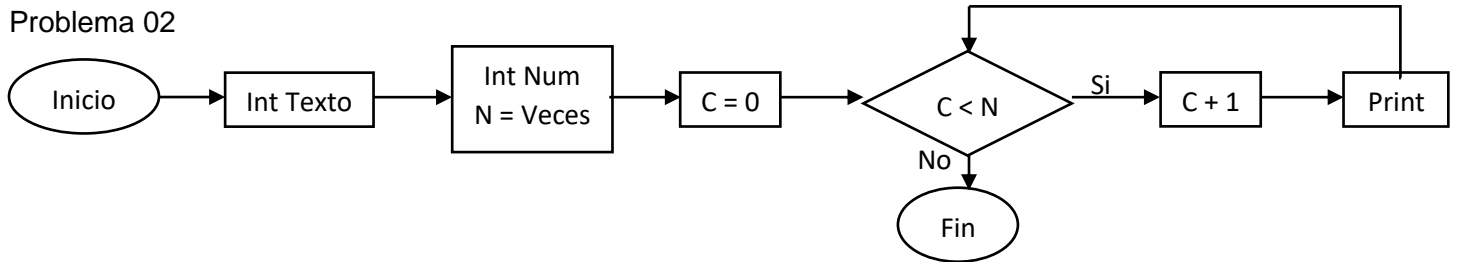 Problema 02
Inicio
Int Texto
Int Num
N = Veces
C = 0
C < N
Si
C + 1
Print
No
Fin